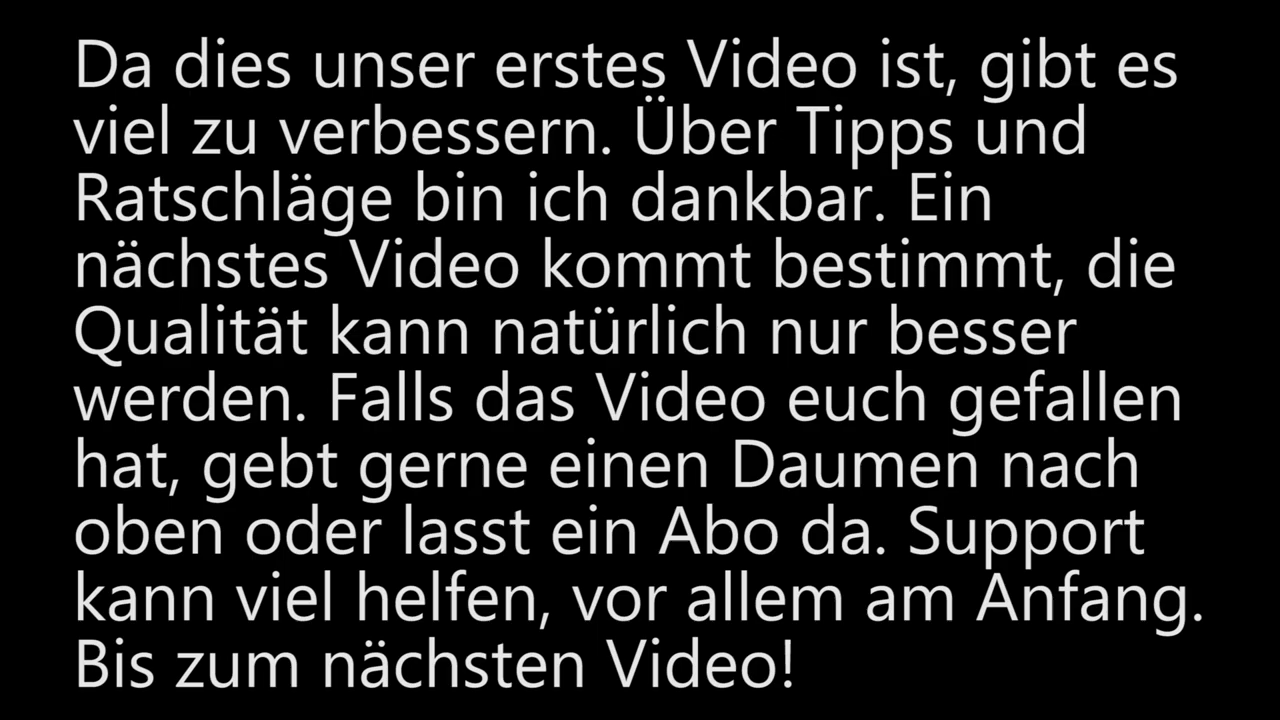 Da dies unser erstes Video ist, gibt es
viel zu verbessern. Über Tipps und
Ratschläge bin ich dankbar. Ein
nächstes Video kommt bestimmt, die
Qualität kann natürlich nur besser
werden. Falls das Video euch gefallen
hat, gebt gerne einen Daumen nach
oben oder lasst ein Abo da. Support
kann viel helfen, vor allem am Anfang.
Bis zum nächsten Video!